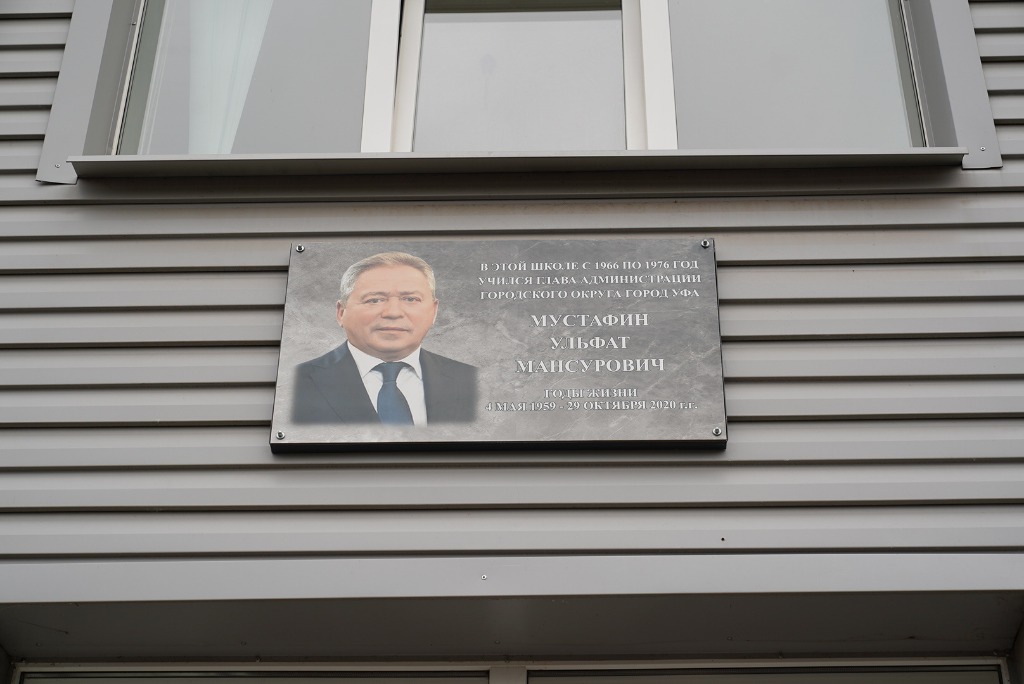 В ЭТОЙ ШКОЛЕ С 1966 ПО 1976 ГОД
УЧИЛСЯ ГЛАВА АДМИНИСТРАЦИИ
ГОРОДСКОГО ОКРУГА ГОРОД УФА
МУСТАФИН
УЛЬФАТ
МАНСУРОВИЧ
ГОДЫ ЖИЗНИ
4 МАЯ 1959 - 29 ОКТЯБРЯ 2020 г.г.